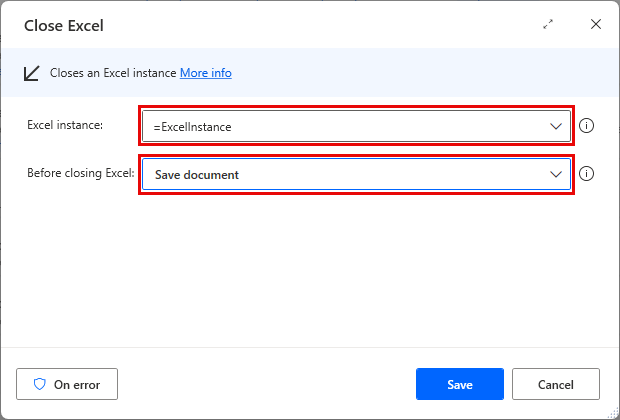 Close Excel
Closes an Excel instance More info
Excel instance: =ExcelInstance
Before closing Excel: Save document
On error Save Cancel